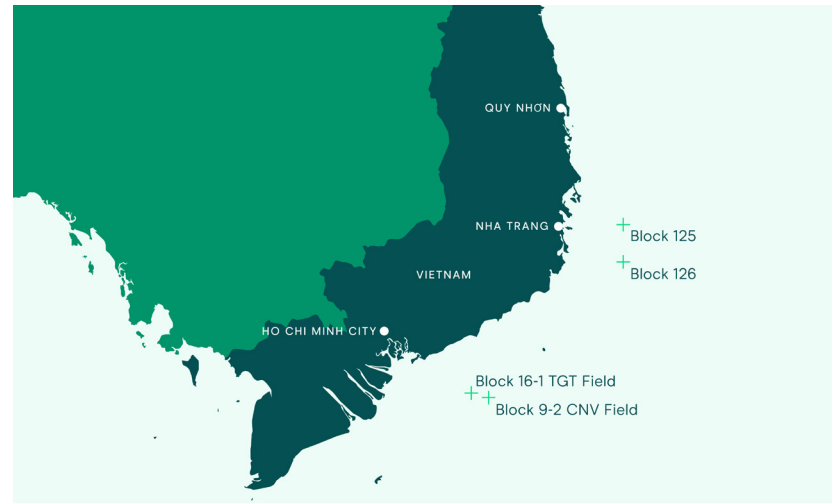 QUY NHƠN
NHA TRANG
Block 125
Block 126
VIETNAM
HO CHI MINH CITY
Block 16-1 TGT Field
Block 9-2 CNV Field